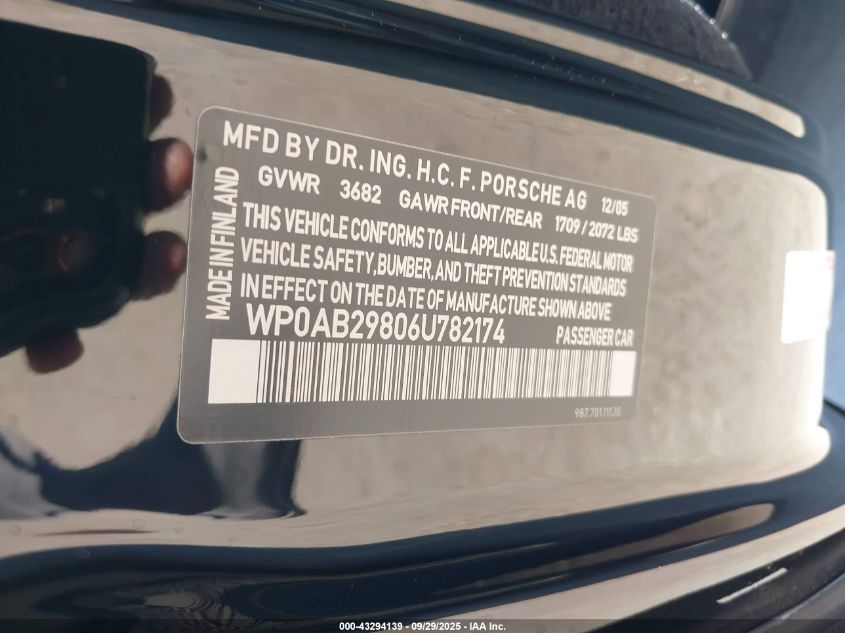 MFD BY DR. ING. H.C. F. PORSCHE AG 12/05
GVWR 3682 GAWR FRONT/REAR 1709 / 2072 LBS
THIS VEHICLE CONFORMS TO ALL APPLICABLE U.S. FEDERAL MOTOR
VEHICLE SAFETY, BUMBER, AND THEFT PREVENTION STANDARDS
IN EFFECT ON THE DATE OF MANUFACTURE SHOWN ABOVE
WP0AB29806U782174 PASSENGER CAR
MADE IN FINLAND
987.701.111.30
000-43294139 - 09/29/2025 - IAA Inc.